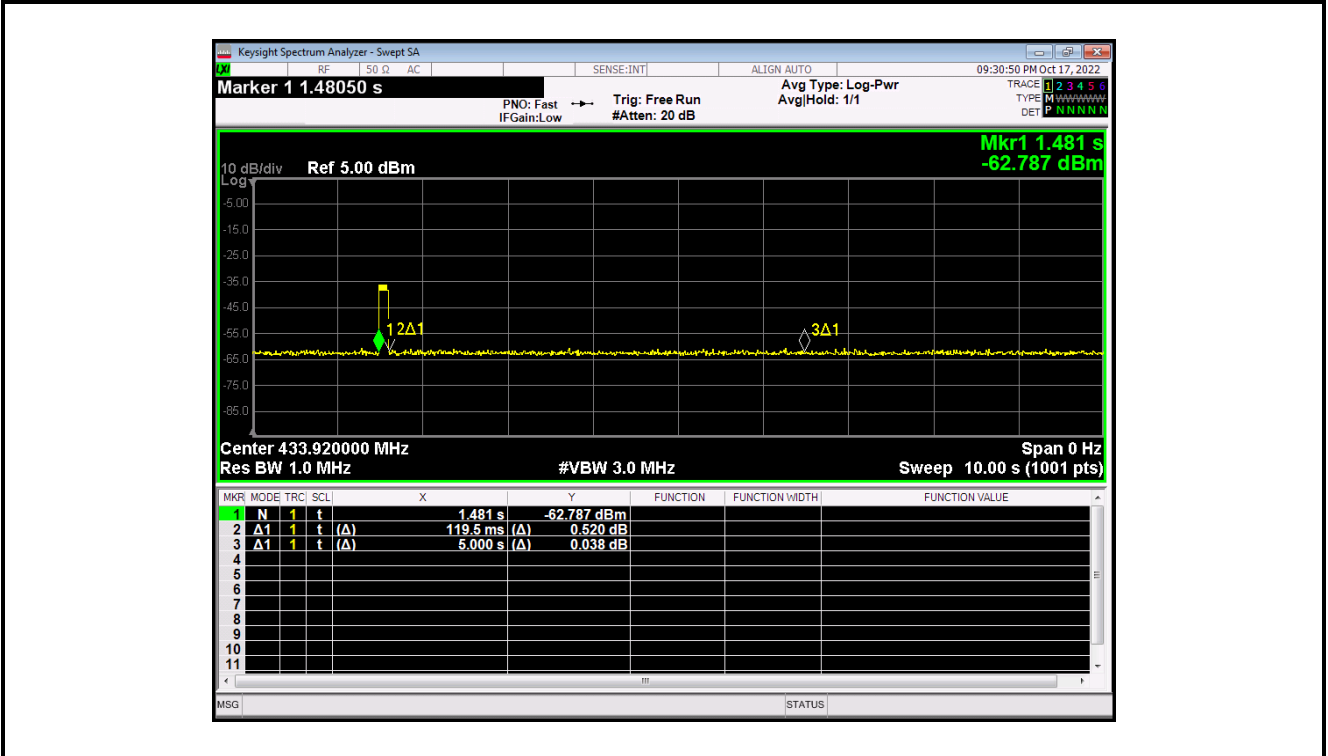 Keysight Spectrum Analyzer - Swept SA
LXI RF 50 Ω AC SENSE:INT ALIGN AUTO 09:30:50 PM Oct 17, 2022
Marker 1 1.48050 s
PNO: Fast
IFGain:Low
Trig: Free Run
#Atten: 20 dB
Avg Type: Log-Pwr
Avg|Hold: 1/1
TRACE 1 2 3 4 5 6
TYPE M WWWWW
DET P N N N N N
Mkr1 1.481 s
-62.787 dBm
10 dB/div Ref 5.00 dBm
Log
-5.00
-15.0
-25.0
-35.0
-45.0
-55.0
-65.0
-75.0
-85.0
1 2Δ1
3Δ1
Center 433.920000 MHz Span 0 Hz
Res BW 1.0 MHz #VBW 3.0 MHz Sweep 10.00 s (1001 pts)
MKR MODE TRC SCL X Y FUNCTION FUNCTION WIDTH FUNCTION VALUE
1 N 1 t 1.481 s -62.787 dBm
2 Δ1 1 t (Δ) 119.5 ms (Δ) 0.520 dB
3 Δ1 1 t (Δ) 5.000 s (Δ) 0.038 dB
4
5
6
7
8
9
10
11
MSG STATUS